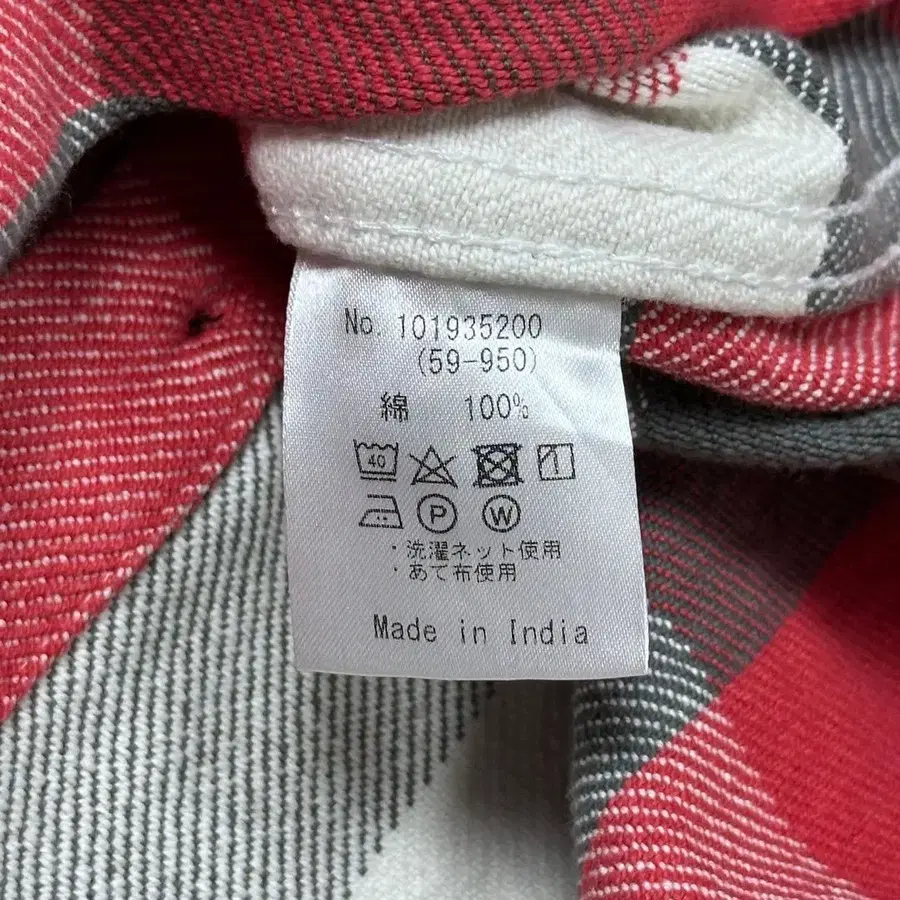 No. 101935200
(59-950)
綿 100%
40
P W
・洗濯ネット使用
・あて布使用
Made in India